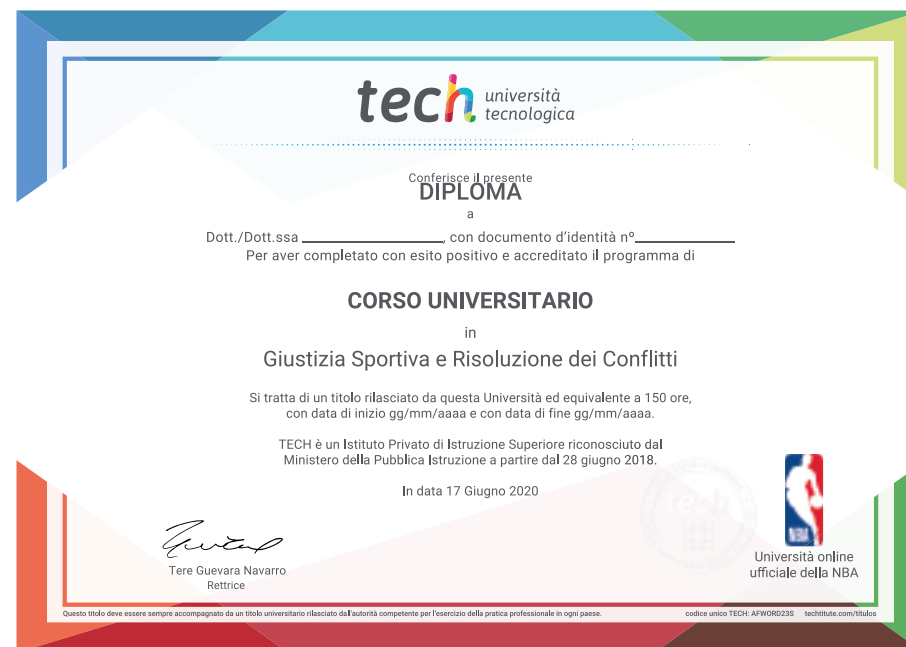 tech università
tecnologica
Conferisce il presente
DIPLOMA
a
Dott./Dott.ssa ____________________, con documento d'identità nº______________
Per aver completato con esito positivo e accreditato il programma di
CORSO UNIVERSITARIO
in
Giustizia Sportiva e Risoluzione dei Conflitti
Si tratta di un titolo rilasciato da questa Università ed equivalente a 150 ore,
con data di inizio gg/mm/aaaa e con data di fine gg/mm/aaaa.
TECH è un Istituto Privato di Istruzione Superiore riconosciuto dal
Ministero della Pubblica Istruzione a partire dal 28 giugno 2018.
In data 17 Giugno 2020
tech
NBA
Tere Guevara Navarro
Rettrice
Università online
ufficiale della NBA
Questo titolo deve essere sempre accompagnato da un titolo universitario rilasciato dall'autorità competente per l'esercizio della pratica professionale in ogni paese.
codice unico TECH: AFWORD23S techtitute.com/titulos